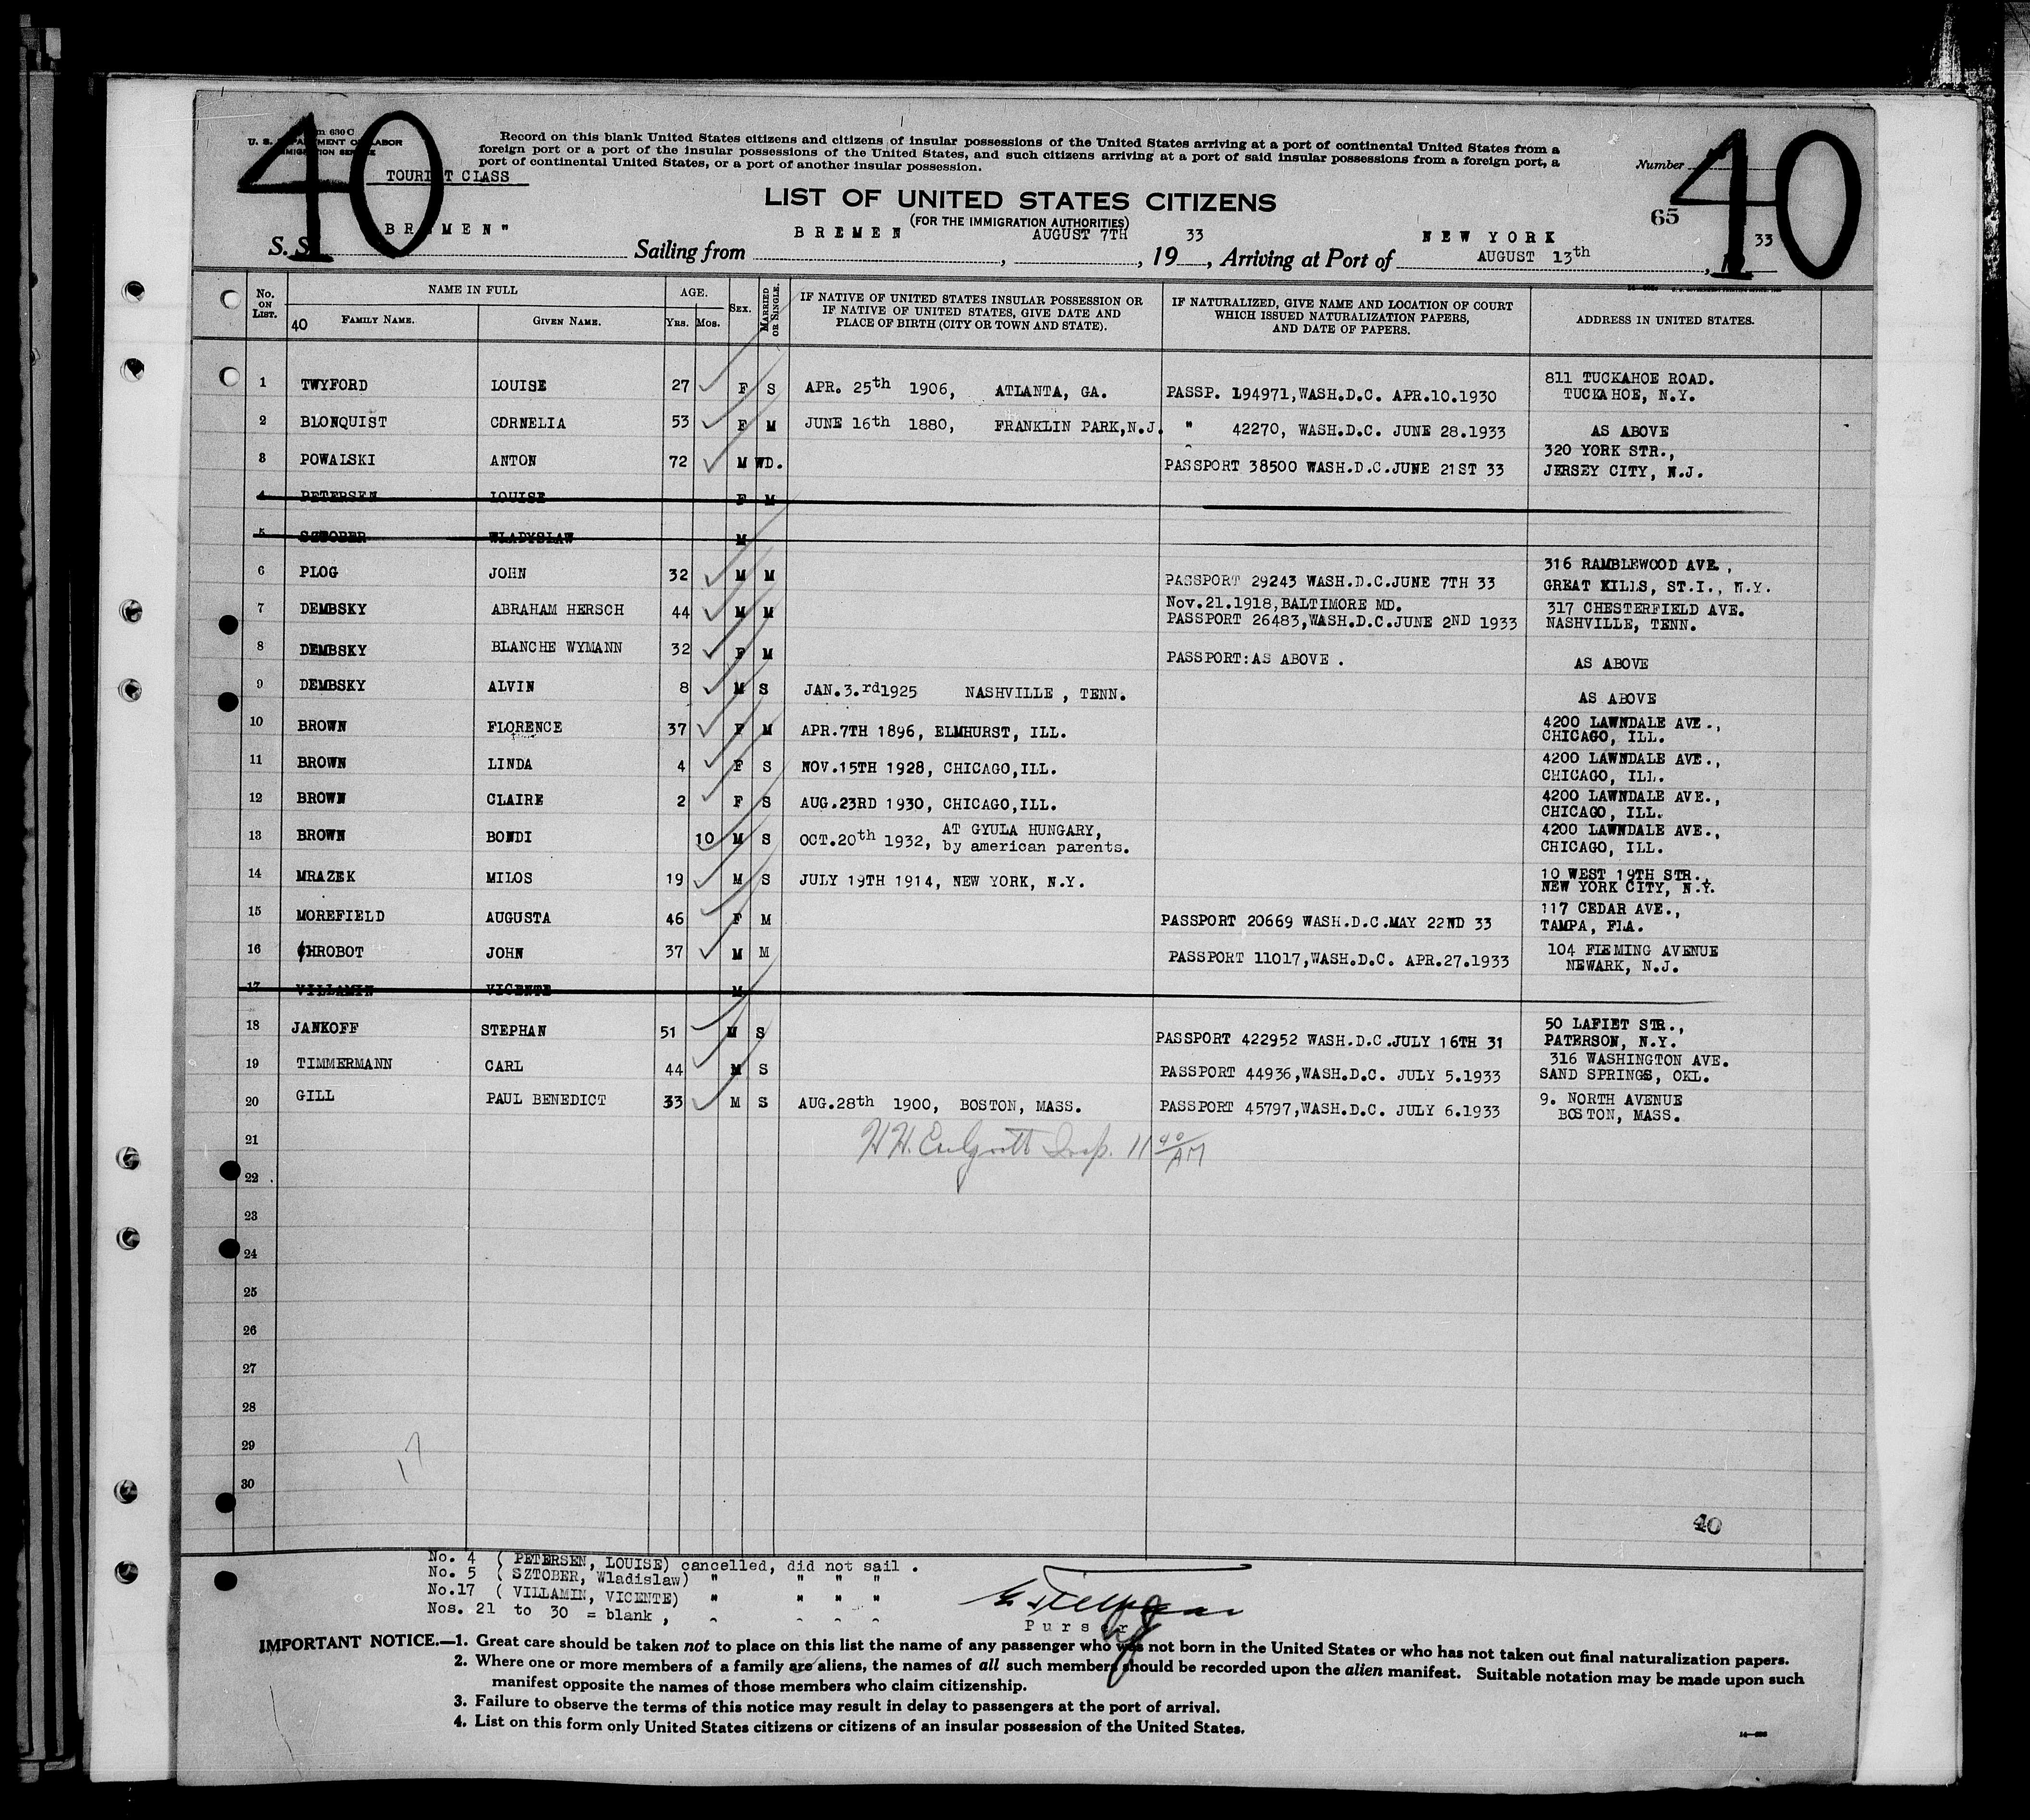 40
40
Form 630 C
U. S. DEPARTMENT OF LABOR
IMMIGRATION SERVICE
TOURIST CLASS
Record on this blank United States citizens and citizens of insular possessions of the United States arriving at a port of continental United States from a
foreign port or a port of the insular possessions of the United States, and such citizens arriving at a port of said insular possessions from a foreign port, a
port of continental United States, or a port of another insular possession.
Number
LIST OF UNITED STATES CITIZENS
(FOR THE IMMIGRATION AUTHORITIES)
65
S. S. BREMEN" Sailing from BREMEN, AUGUST 7TH, 19 33, Arriving at Port of NEW YORK AUGUST 13th, 19 33
No. ON LIST.
NAME IN FULL
40 FAMILY NAME. GIVEN NAME.
AGE.
YRS. MOS.
SEX.
MARRIED OR SINGLE.
IF NATIVE OF UNITED STATES INSULAR POSSESSION OR
IF NATIVE OF UNITED STATES, GIVE DATE AND
PLACE OF BIRTH (CITY OR TOWN AND STATE).
IF NATURALIZED, GIVE NAME AND LOCATION OF COURT
WHICH ISSUED NATURALIZATION PAPERS,
AND DATE OF PAPERS.
ADDRESS IN UNITED STATES.
1 TWYFORD LOUISE 27 F S APR. 25th 1906, ATLANTA, GA. PASSP. 194971,WASH.D.C. APR.10.1930 811 TUCKAHOE ROAD.
TUCKAHOE, N.Y.
2 BLONQUIST CORNELIA 53 F M JUNE 16th 1880, FRANKLIN PARK,N.J. " 42270, WASH.D.C. JUNE 28.1933 AS ABOVE
3 POWALSKI ANTON 72 M WD. PASSPORT 38500 WASH.D.C.JUNE 21ST 33 320 YORK STR.,
JERSEY CITY, N.J.
4 PETERSEN LOUISE F M
5 SZTOBER WLADYSLAW M
6 PLOG JOHN 32 M M PASSPORT 29243 WASH.D.C.JUNE 7TH 33 316 RAMBLEWOOD AVE.,
GREAT KILLS, ST.I., N.Y.
7 DEMBSKY ABRAHAM HERSCH 44 M M Nov.21.1918,BALTIMORE MD. 317 CHESTERFIELD AVE.
PASSPORT 26483,WASH.D.C.JUNE 2ND 1933 NASHVILLE, TENN.
8 DEMBSKY BLANCHE WYMANN 32 F M PASSPORT:AS ABOVE . AS ABOVE
9 DEMBSKY ALVIN 8 M S JAN.3.rd1925 NASHVILLE , TENN. AS ABOVE
10 BROWN FLORENCE 37 F M APR.7TH 1896, ELMHURST, ILL. 4200 LAWNDALE AVE.,
CHICAGO, ILL.
11 BROWN LINDA 4 F S NOV.15TH 1928, CHICAGO,ILL. 4200 LAWNDALE AVE.,
CHICAGO, ILL.
12 BROWN CLAIRE 2 F S AUG.23RD 1930, CHICAGO,ILL. 4200 LAWNDALE AVE.,
CHICAGO, ILL.
13 BROWN BONDI 10 M S OCT.20th 1932, AT GYULA HUNGARY, 4200 LAWNDALE AVE.,
by american parents. CHICAGO, ILL.
14 MRAZEK MILOS 19 M S JULY 19TH 1914, NEW YORK, N.Y. 10 WEST 19TH STR.,
NEW YORK CITY, N.Y.
15 MOREFIELD AUGUSTA 46 F M PASSPORT 20669 WASH.D.C.MAY 22ND 33 117 CEDAR AVE.,
TAMPA, FLA.
16 CHROBOT JOHN 37 M M PASSPORT 11017,WASH.D.C. APR.27.1933 104 FLEMING AVENUE
NEWARK, N.J.
17 VILLAMIN VICENTE M
18 JANKOFF STEPHAN 51 M S PASSPORT 422952 WASH.D.C.JULY 16TH 31 50 LAFIET STR.,
PATERSON, N.Y.
19 TIMMERMANN CARL 44 M S PASSPORT 44936,WASH.D.C. JULY 5.1933 316 WASHINGTON AVE.
SAND SPRINGS, OKL.
20 GILL PAUL BENEDICT 33 M S AUG.28th 1900, BOSTON, MASS. PASSPORT 45797,WASH.D.C. JULY 6.1933 9. NORTH AVENUE
BOSTON, MASS.
21 H.H. Insp. 11 40/AM
22
23
24
25
26
27
28
29
30
17
40
No. 4 ( PETERSEN, LOUISE) cancelled, did not sail .
No. 5 ( SZTOBER, Wladislaw) " " " "
No.17 ( VILLAMIN, VICENTE) " " " "
Nos. 21 to 30 = blank ,
Purser
IMPORTANT NOTICE.—1. Great care should be taken not to place on this list the name of any passenger who was not born in the United States or who has not taken out final naturalization papers.
2. Where one or more members of a family are aliens, the names of all such members should be recorded upon the alien manifest. Suitable notation may be made upon such
manifest opposite the names of those members who claim citizenship.
3. Failure to observe the terms of this notice may result in delay to passengers at the port of arrival.
4. List on this form only United States citizens or citizens of an insular possession of the United States.